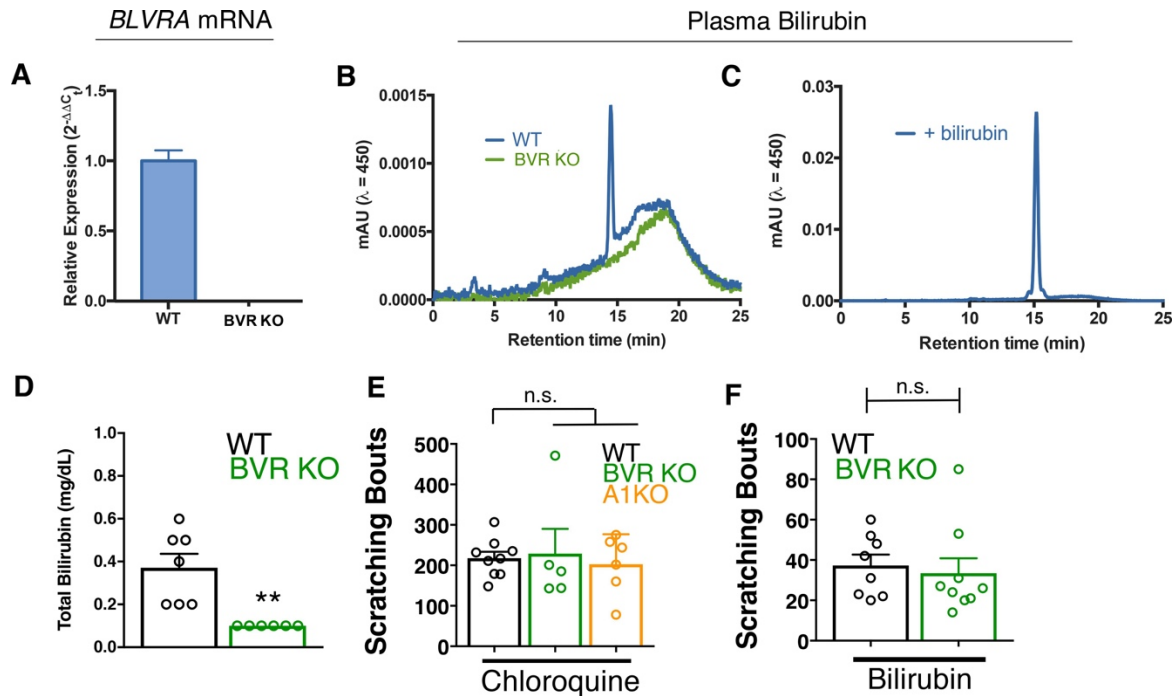 BLVRA mRNA
Plasma Bilirubin
A
Relative Expression (2-ΔΔCt)
1.5
1.0
0.5
0.0
WT
BVR KO
B
mAU (λ = 450)
0.0015
0.0010
0.0005
0.0000
WT
BVR KO
0 5 10 15 20 25
Retention time (min)
C
mAU (λ = 450)
0.03
0.02
0.01
0.00
+ bilirubin
0 5 10 15 20 25
Retention time (min)
D
Total Bilirubin (mg/dL)
1.0
0.8
0.6
0.4
0.2
0.0
WT
BVR KO
**
E
n.s.
Scratching Bouts
500
400
300
200
100
0
WT
BVR KO
A1KO
Chloroquine
F
n.s.
Scratching Bouts
100
80
60
40
20
0
WT
BVR KO
Bilirubin